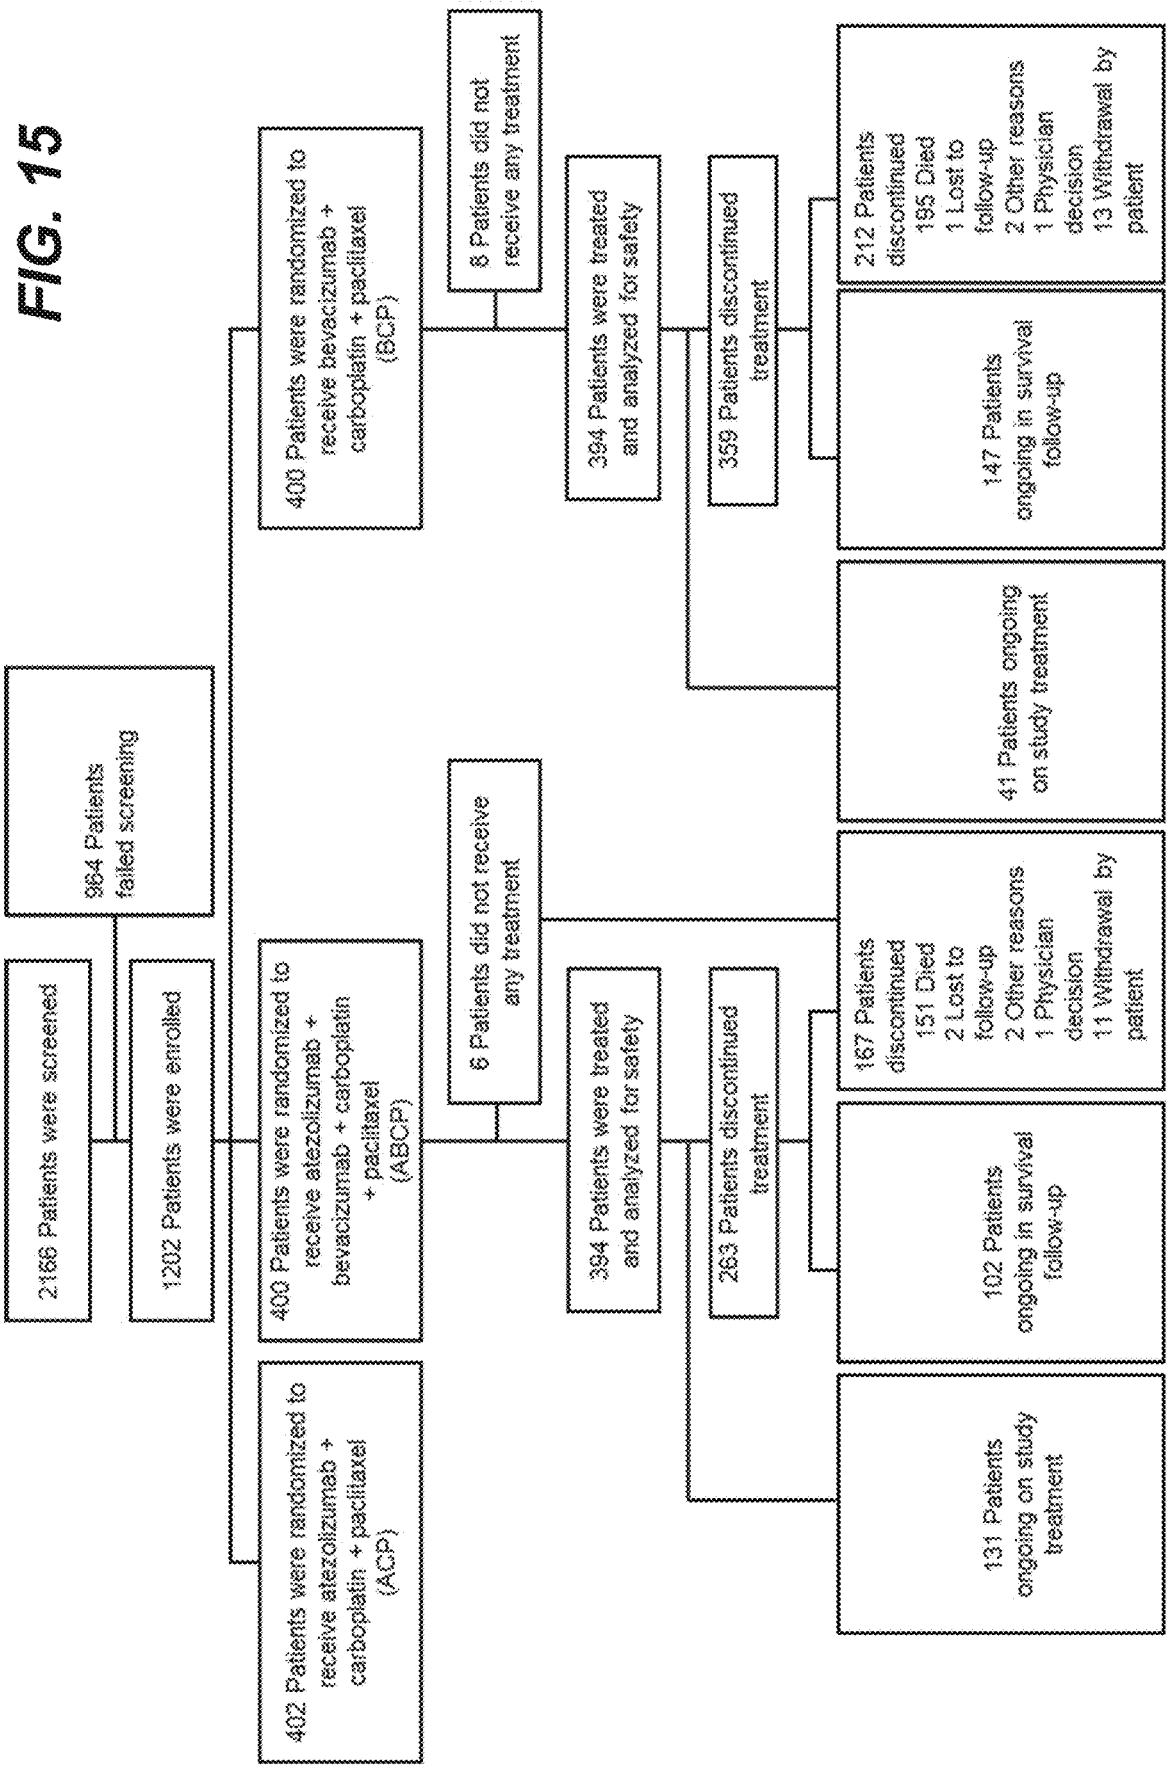 FIG. 15
2166 Patients were screened
964 Patients
failed screening
1202 Patients were enrolled
402 Patients were randomized to
receive atezolizumab +
carboplatin + paclitaxel
(ACP)
400 Patients were randomized to
receive atezolizumab +
bevacizumab + carboplatin
+ paclitaxel
(ABCP)
400 Patients were randomized to
receive bevacizumab +
carboplatin + paclitaxel
(BCP)
6 Patients did not receive
any treatment
8 Patients did not
receive any treatment
394 Patients were treated
and analyzed for safety
394 Patients were treated
and analyzed for safety
263 Patients discontinued
treatment
359 Patients discontinued
treatment
131 Patients
ongoing on study
treatment
102 Patients
ongoing in survival
follow-up
167 Patients
discontinued
151 Died
2 Lost to
follow-up
2 Other reasons
1 Physician
decision
11 Withdrawal by
patient
41 Patients ongoing
on study treatment
147 Patients
ongoing in survival
follow-up
212 Patients
discontinued
195 Died
1 Lost to
follow-up
2 Other reasons
1 Physician
decision
13 Withdrawal by
patient